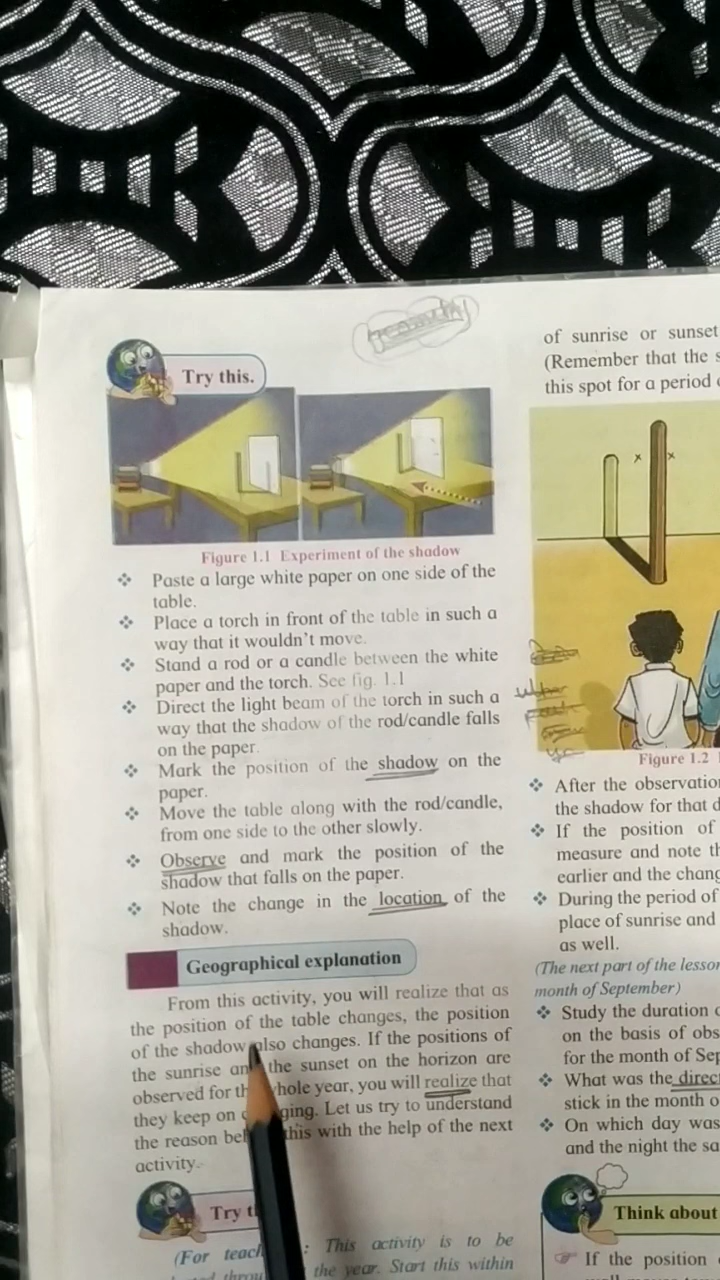 Try this.
Figure 1.1 Experiment of the shadow
❖ Paste a large white paper on one side of the
table.
❖ Place a torch in front of the table in such a
way that it wouldn't move.
❖ Stand a rod or a candle between the white
paper and the torch. See fig. 1.1
❖ Direct the light beam of the torch in such a
way that the shadow of the rod/candle falls
on the paper.
❖ Mark the position of the shadow on the
paper.
❖ Move the table along with the rod/candle,
from one side to the other slowly.
❖ Observe and mark the position of the
shadow that falls on the paper.
❖ Note the change in the location of the
shadow.
Geographical explanation
From this activity, you will realize that as
the position of the table changes, the position
of the shadow also changes. If the positions of
the sunrise and the sunset on the horizon are
observed for the whole year, you will realize that
they keep on changing. Let us try to understand
the reason behind this with the help of the next
activity.
Try
(For : This activity is to be
the year. Start this within
of sunrise or sunset
(Remember that the
this spot for a period
Figure 1.2
❖ After the observation
the shadow for that
❖ If the position of
measure and note
earlier and the
❖ During the period of
place of sunrise and
as well.
(The next part of the lesson
month of September)
❖ Study the duration
on the basis of
for the month of
❖ What was the
stick in the month
❖ On which day was
and the night the
Think about
☞ If the position